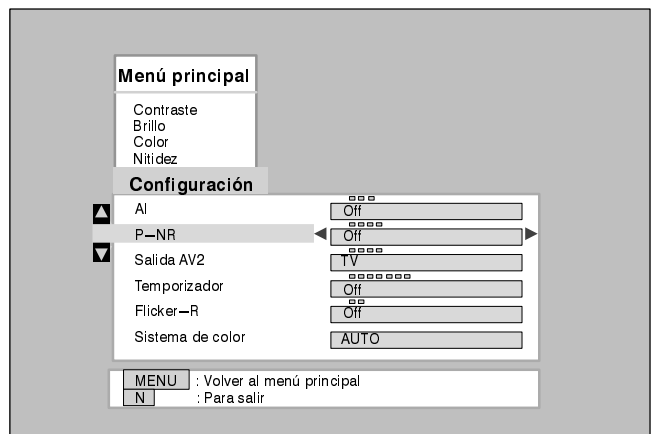 Menú principal
Contraste
Brillo
Color
Nitidez
Configuración
AI Off
P–NR Off
Salida AV2 TV
Temporizador Off
Flicker–R Off
Sistema de color AUTO
MENU : Volver al menú principal
N : Para salir